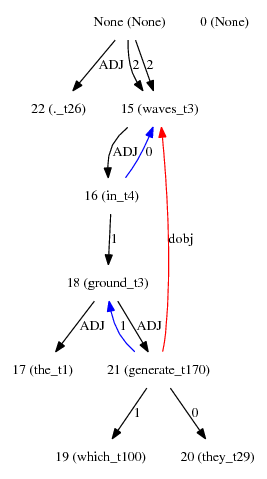 None (None) 0 (None)
ADJ 2 2
22 (._t26) 15 (waves_t3)
ADJ 0
16 (in_t4)
1 dobj
18 (ground_t3)
ADJ 1 ADJ
17 (the_t1) 21 (generate_t170)
1 0
19 (which_t100) 20 (they_t29)